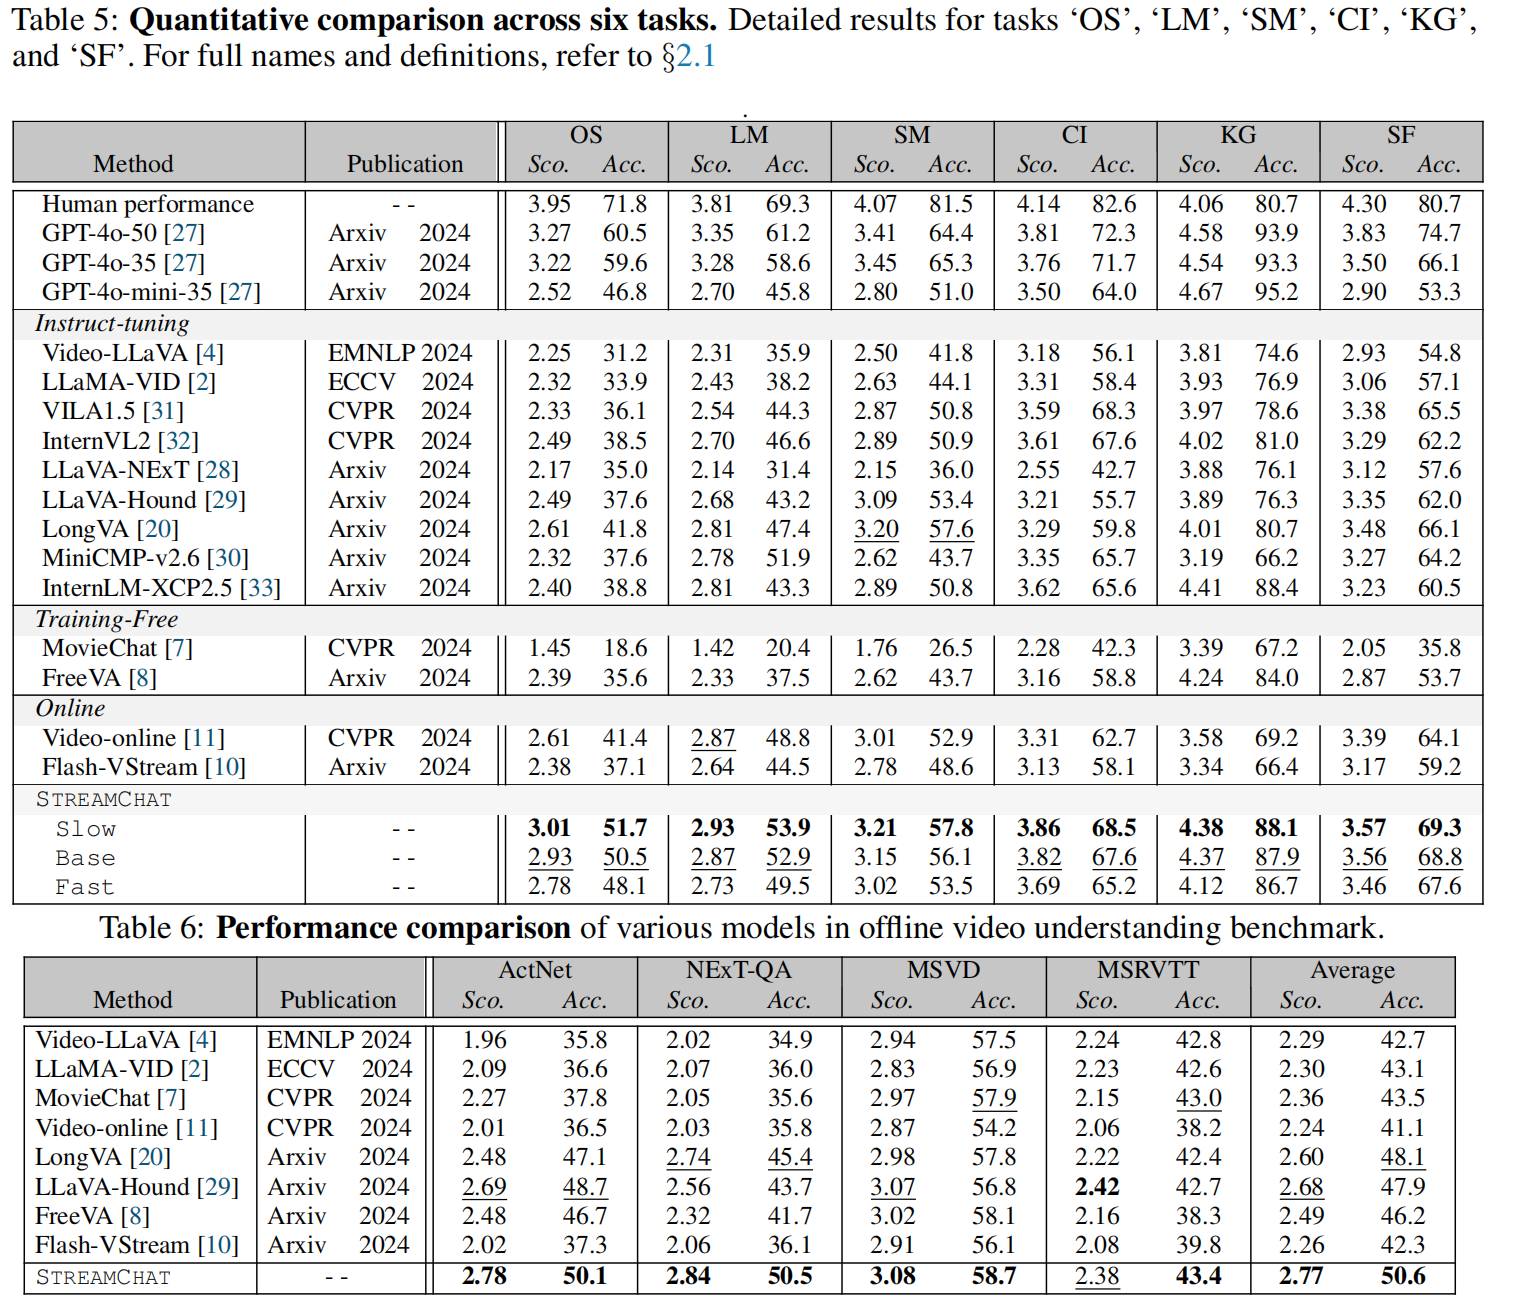 Table 5: Quantitative comparison across six tasks. Detailed results for tasks ‘OS’, ‘LM’, ‘SM’, ‘CI’, ‘KG’,
and ‘SF’. For full names and definitions, refer to §2.1
.
OS LM SM CI KG SF
Method Publication Sco. Acc. Sco. Acc. Sco. Acc. Sco. Acc. Sco. Acc. Sco. Acc.
Human performance - - 3.95 71.8 3.81 69.3 4.07 81.5 4.14 82.6 4.06 80.7 4.30 80.7
GPT-4o-50 [27] Arxiv 2024 3.27 60.5 3.35 61.2 3.41 64.4 3.81 72.3 4.58 93.9 3.83 74.7
GPT-4o-35 [27] Arxiv 2024 3.22 59.6 3.28 58.6 3.45 65.3 3.76 71.7 4.54 93.3 3.50 66.1
GPT-4o-mini-35 [27] Arxiv 2024 2.52 46.8 2.70 45.8 2.80 51.0 3.50 64.0 4.67 95.2 2.90 53.3
Instruct-tuning
Video-LLaVA [4] EMNLP 2024 2.25 31.2 2.31 35.9 2.50 41.8 3.18 56.1 3.81 74.6 2.93 54.8
LLaMA-VID [2] ECCV 2024 2.32 33.9 2.43 38.2 2.63 44.1 3.31 58.4 3.93 76.9 3.06 57.1
VILA1.5 [31] CVPR 2024 2.33 36.1 2.54 44.3 2.87 50.8 3.59 68.3 3.97 78.6 3.38 65.5
InternVL2 [32] CVPR 2024 2.49 38.5 2.70 46.6 2.89 50.9 3.61 67.6 4.02 81.0 3.29 62.2
LLaVA-NExT [28] Arxiv 2024 2.17 35.0 2.14 31.4 2.15 36.0 2.55 42.7 3.88 76.1 3.12 57.6
LLaVA-Hound [29] Arxiv 2024 2.49 37.6 2.68 43.2 3.09 53.4 3.21 55.7 3.89 76.3 3.35 62.0
LongVA [20] Arxiv 2024 2.61 41.8 2.81 47.4 3.20 57.6 3.29 59.8 4.01 80.7 3.48 66.1
MiniCMP-v2.6 [30] Arxiv 2024 2.32 37.6 2.78 51.9 2.62 43.7 3.35 65.7 3.19 66.2 3.27 64.2
InternLM-XCP2.5 [33] Arxiv 2024 2.40 38.8 2.81 43.3 2.89 50.8 3.62 65.6 4.41 88.4 3.23 60.5
Training-Free
MovieChat [7] CVPR 2024 1.45 18.6 1.42 20.4 1.76 26.5 2.28 42.3 3.39 67.2 2.05 35.8
FreeVA [8] Arxiv 2024 2.39 35.6 2.33 37.5 2.62 43.7 3.16 58.8 4.24 84.0 2.87 53.7
Online
Video-online [11] CVPR 2024 2.61 41.4 2.87 48.8 3.01 52.9 3.31 62.7 3.58 69.2 3.39 64.1
Flash-VStream [10] Arxiv 2024 2.38 37.1 2.64 44.5 2.78 48.6 3.13 58.1 3.34 66.4 3.17 59.2
STREAMCHAT
Slow - - 3.01 51.7 2.93 53.9 3.21 57.8 3.86 68.5 4.38 88.1 3.57 69.3
Base - - 2.93 50.5 2.87 52.9 3.15 56.1 3.82 67.6 4.37 87.9 3.56 68.8
Fast - - 2.78 48.1 2.73 49.5 3.02 53.5 3.69 65.2 4.12 86.7 3.46 67.6
Table 6: Performance comparison of various models in offline video understanding benchmark.
ActNet NExT-QA MSVD MSRVTT Average
Method Publication Sco. Acc. Sco. Acc. Sco. Acc. Sco. Acc. Sco. Acc.
Video-LLaVA [4] EMNLP 2024 1.96 35.8 2.02 34.9 2.94 57.5 2.24 42.8 2.29 42.7
LLaMA-VID [2] ECCV 2024 2.09 36.6 2.07 36.0 2.83 56.9 2.23 42.6 2.30 43.1
MovieChat [7] CVPR 2024 2.27 37.8 2.05 35.6 2.97 57.9 2.15 43.0 2.36 43.5
Video-online [11] CVPR 2024 2.01 36.5 2.03 35.8 2.87 54.2 2.06 38.2 2.24 41.1
LongVA [20] Arxiv 2024 2.48 47.1 2.74 45.4 2.98 57.8 2.22 42.4 2.60 48.1
LLaVA-Hound [29] Arxiv 2024 2.69 48.7 2.56 43.7 3.07 56.8 2.42 42.7 2.68 47.9
FreeVA [8] Arxiv 2024 2.48 46.7 2.32 41.7 3.02 58.1 2.16 38.3 2.49 46.2
Flash-VStream [10] Arxiv 2024 2.02 37.3 2.06 36.1 2.91 56.1 2.08 39.8 2.26 42.3
STREAMCHAT - - 2.78 50.1 2.84 50.5 3.08 58.7 2.38 43.4 2.77 50.6